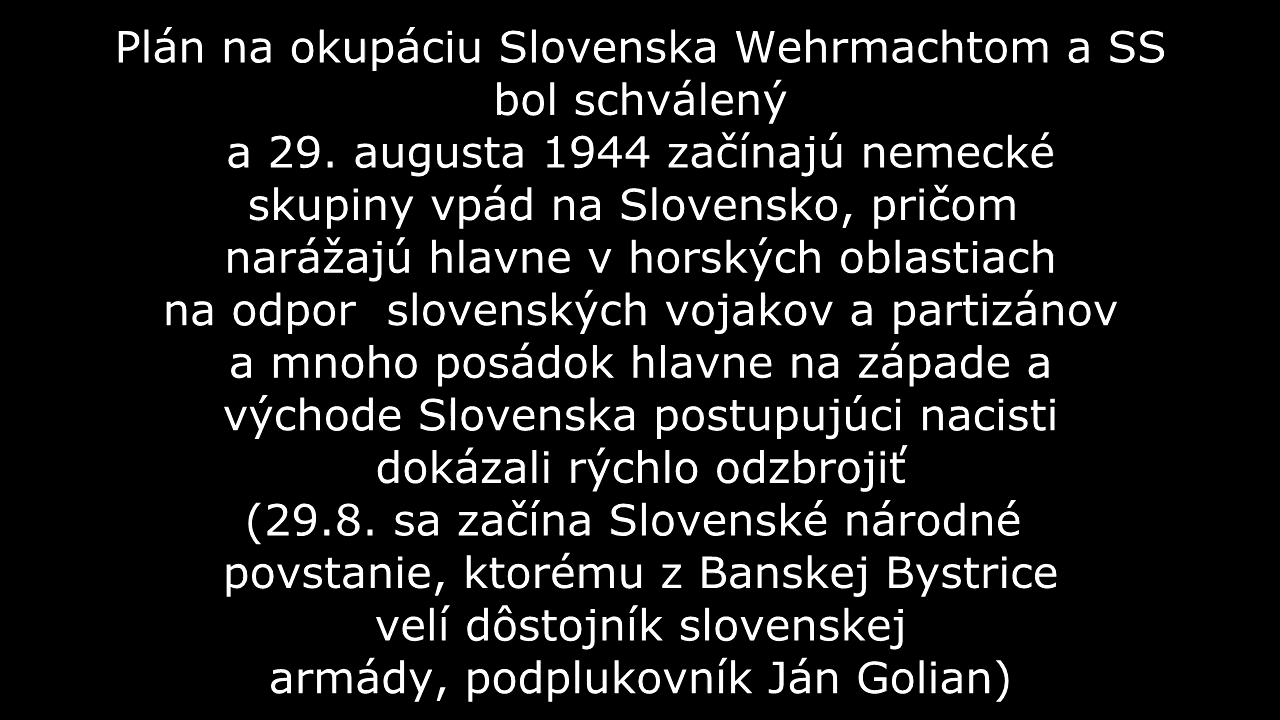 Plán na okupáciu Slovenska Wehrmachtom a SS
bol schválený
a 29. augusta 1944 začínajú nemecké
skupiny vpád na Slovensko, pričom
narážajú hlavne v horských oblastiach
na odpor  slovenských vojakov a partizánov
a mnoho posádok hlavne na západe a
východe Slovenska postupujúci nacisti
dokázali rýchlo odzbrojiť
(29.8. sa začína Slovenské národné
povstanie, ktorému z Banskej Bystrice
velí dôstojník slovenskej
armády, podplukovník Ján Golian)